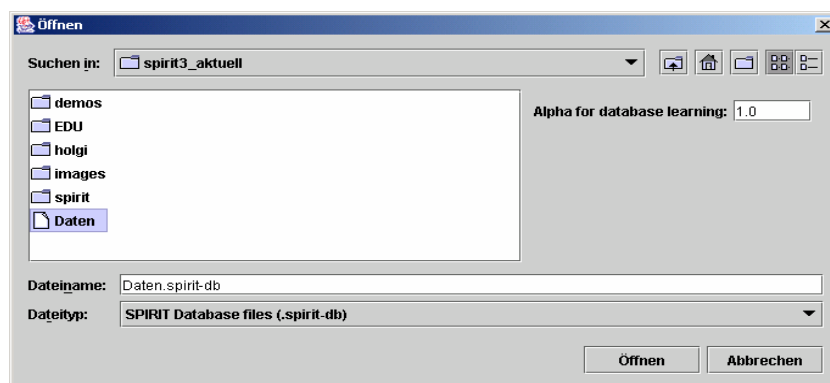 Öffnen
Suchen in: spirit3_aktuell
demos
EDU
holgi
images
spirit
Daten
Alpha for database learning: 1.0
Dateiname: Daten.spirit-db
Dateityp: SPIRIT Database files (.spirit-db)
Öffnen Abbrechen